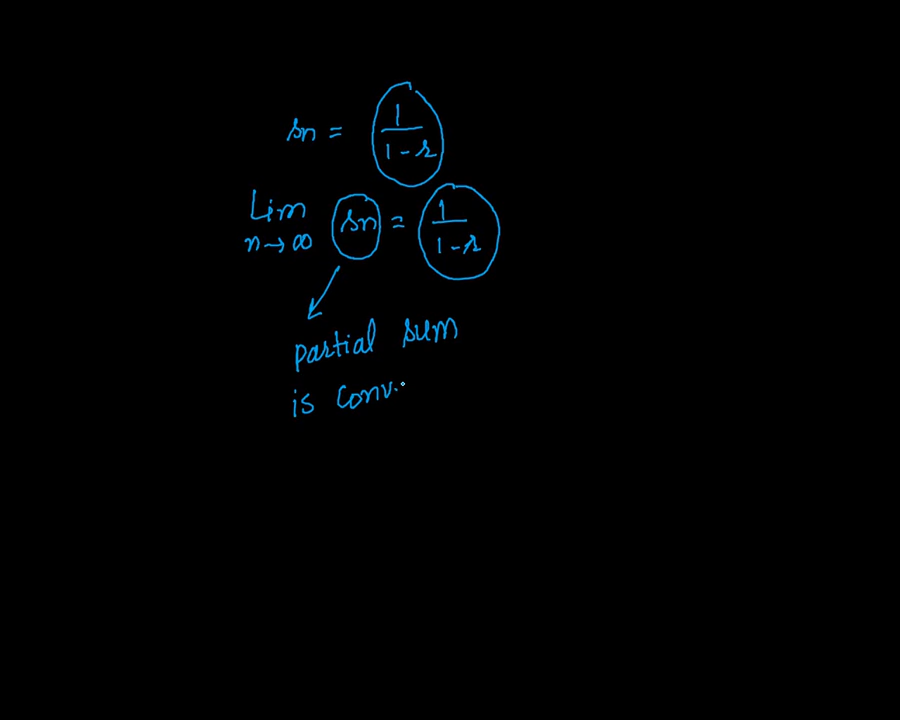 sn = 1/1-r
Lim n→∞ sn = 1/1-r
partial sum
is conv.